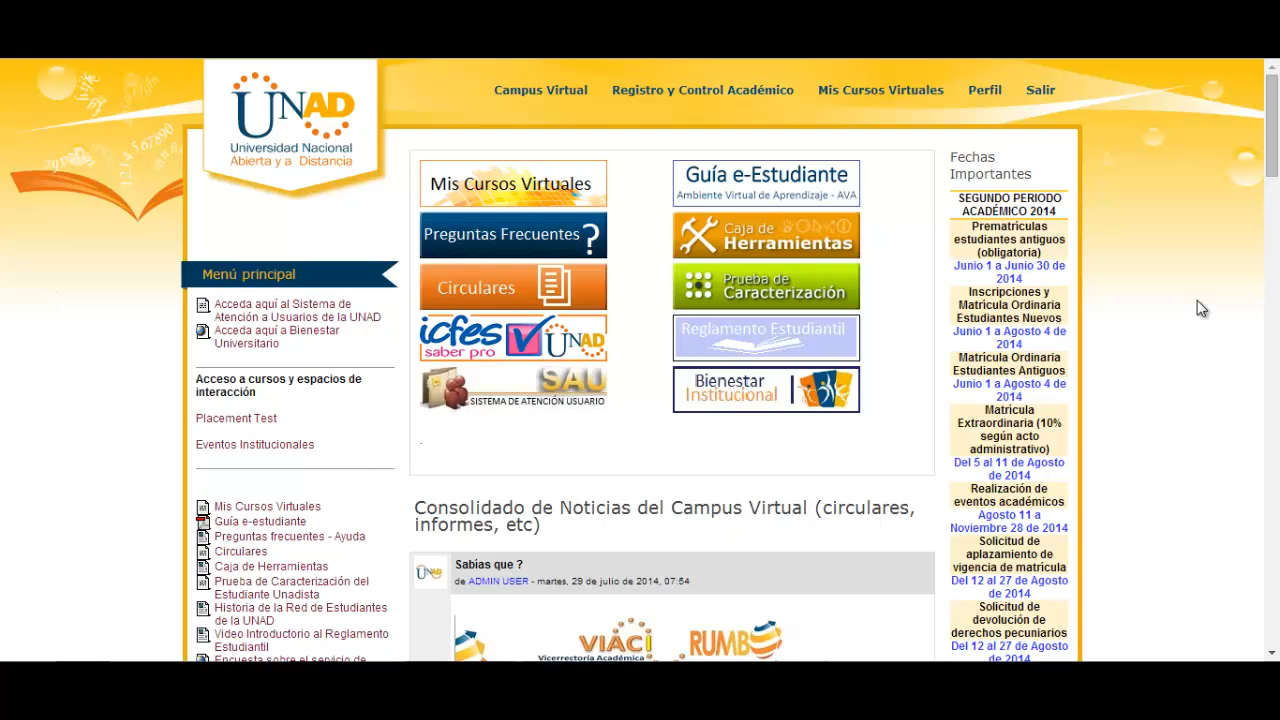 UNAD
Universidad Nacional
Abierta y a Distancia
Campus Virtual
Registro y Control Académico
Mis Cursos Virtuales
Perfil
Salir
Menú principal
Acceda aquí al Sistema de
Atención a Usuarios de la UNAD
Acceda aquí a Bienestar
Universitario
Acceso a cursos y espacios de
interacción
Placement Test
Eventos Institucionales
Mis Cursos Virtuales
Guía e-estudiante
Preguntas frecuentes - Ayuda
Circulares
Caja de Herramientas
Prueba de Caracterización del
Estudiante Unadista
Historia de la Red de Estudiantes
de la UNAD
Video Introductorio al Reglamento
Estudiantil
Encuesta sobre el servicio de
Mis Cursos Virtuales
Guía e-Estudiante
Ambiente Virtual de Aprendizaje - AVA
Preguntas Frecuentes ?
Caja de
Herramientas
Circulares
Prueba de
Caracterización
icfes
saber pro
UNAD
Reglamento Estudiantil
SAU
SISTEMA DE ATENCIÓN USUARIO
Bienestar
Institucional
.
Consolidado de Noticias del Campus Virtual (circulares,
informes, etc)
UNAD
Sabias que ?
de ADMIN USER - martes, 29 de julio de 2014, 07:54
VIACI
Vicerrectoría Académica
RUMB
Fechas
Importantes
SEGUNDO PERIODO
ACADÉMICO 2014
Prematrículas
estudiantes antiguos
(obligatoria)
Junio 1 a Junio 30 de
2014
Inscripciones y
Matrícula Ordinaria
Estudiantes Nuevos
Junio 1 a Agosto 4 de
2014
Matrícula Ordinaria
Estudiantes Antiguos
Junio 1 a Agosto 4 de
2014
Matrícula
Extraordinaria (10%
según acto
administrativo)
Del 5 al 11 de Agosto
de 2014
Realización de
eventos académicos
Agosto 11 a
Noviembre 28 de 2014
Solicitud de
aplazamiento de
vigencia de matrícula
Del 12 al 27 de Agosto
de 2014
Solicitud de
devolución de
derechos pecuniarios
Del 12 al 27 de Agosto
de 2014